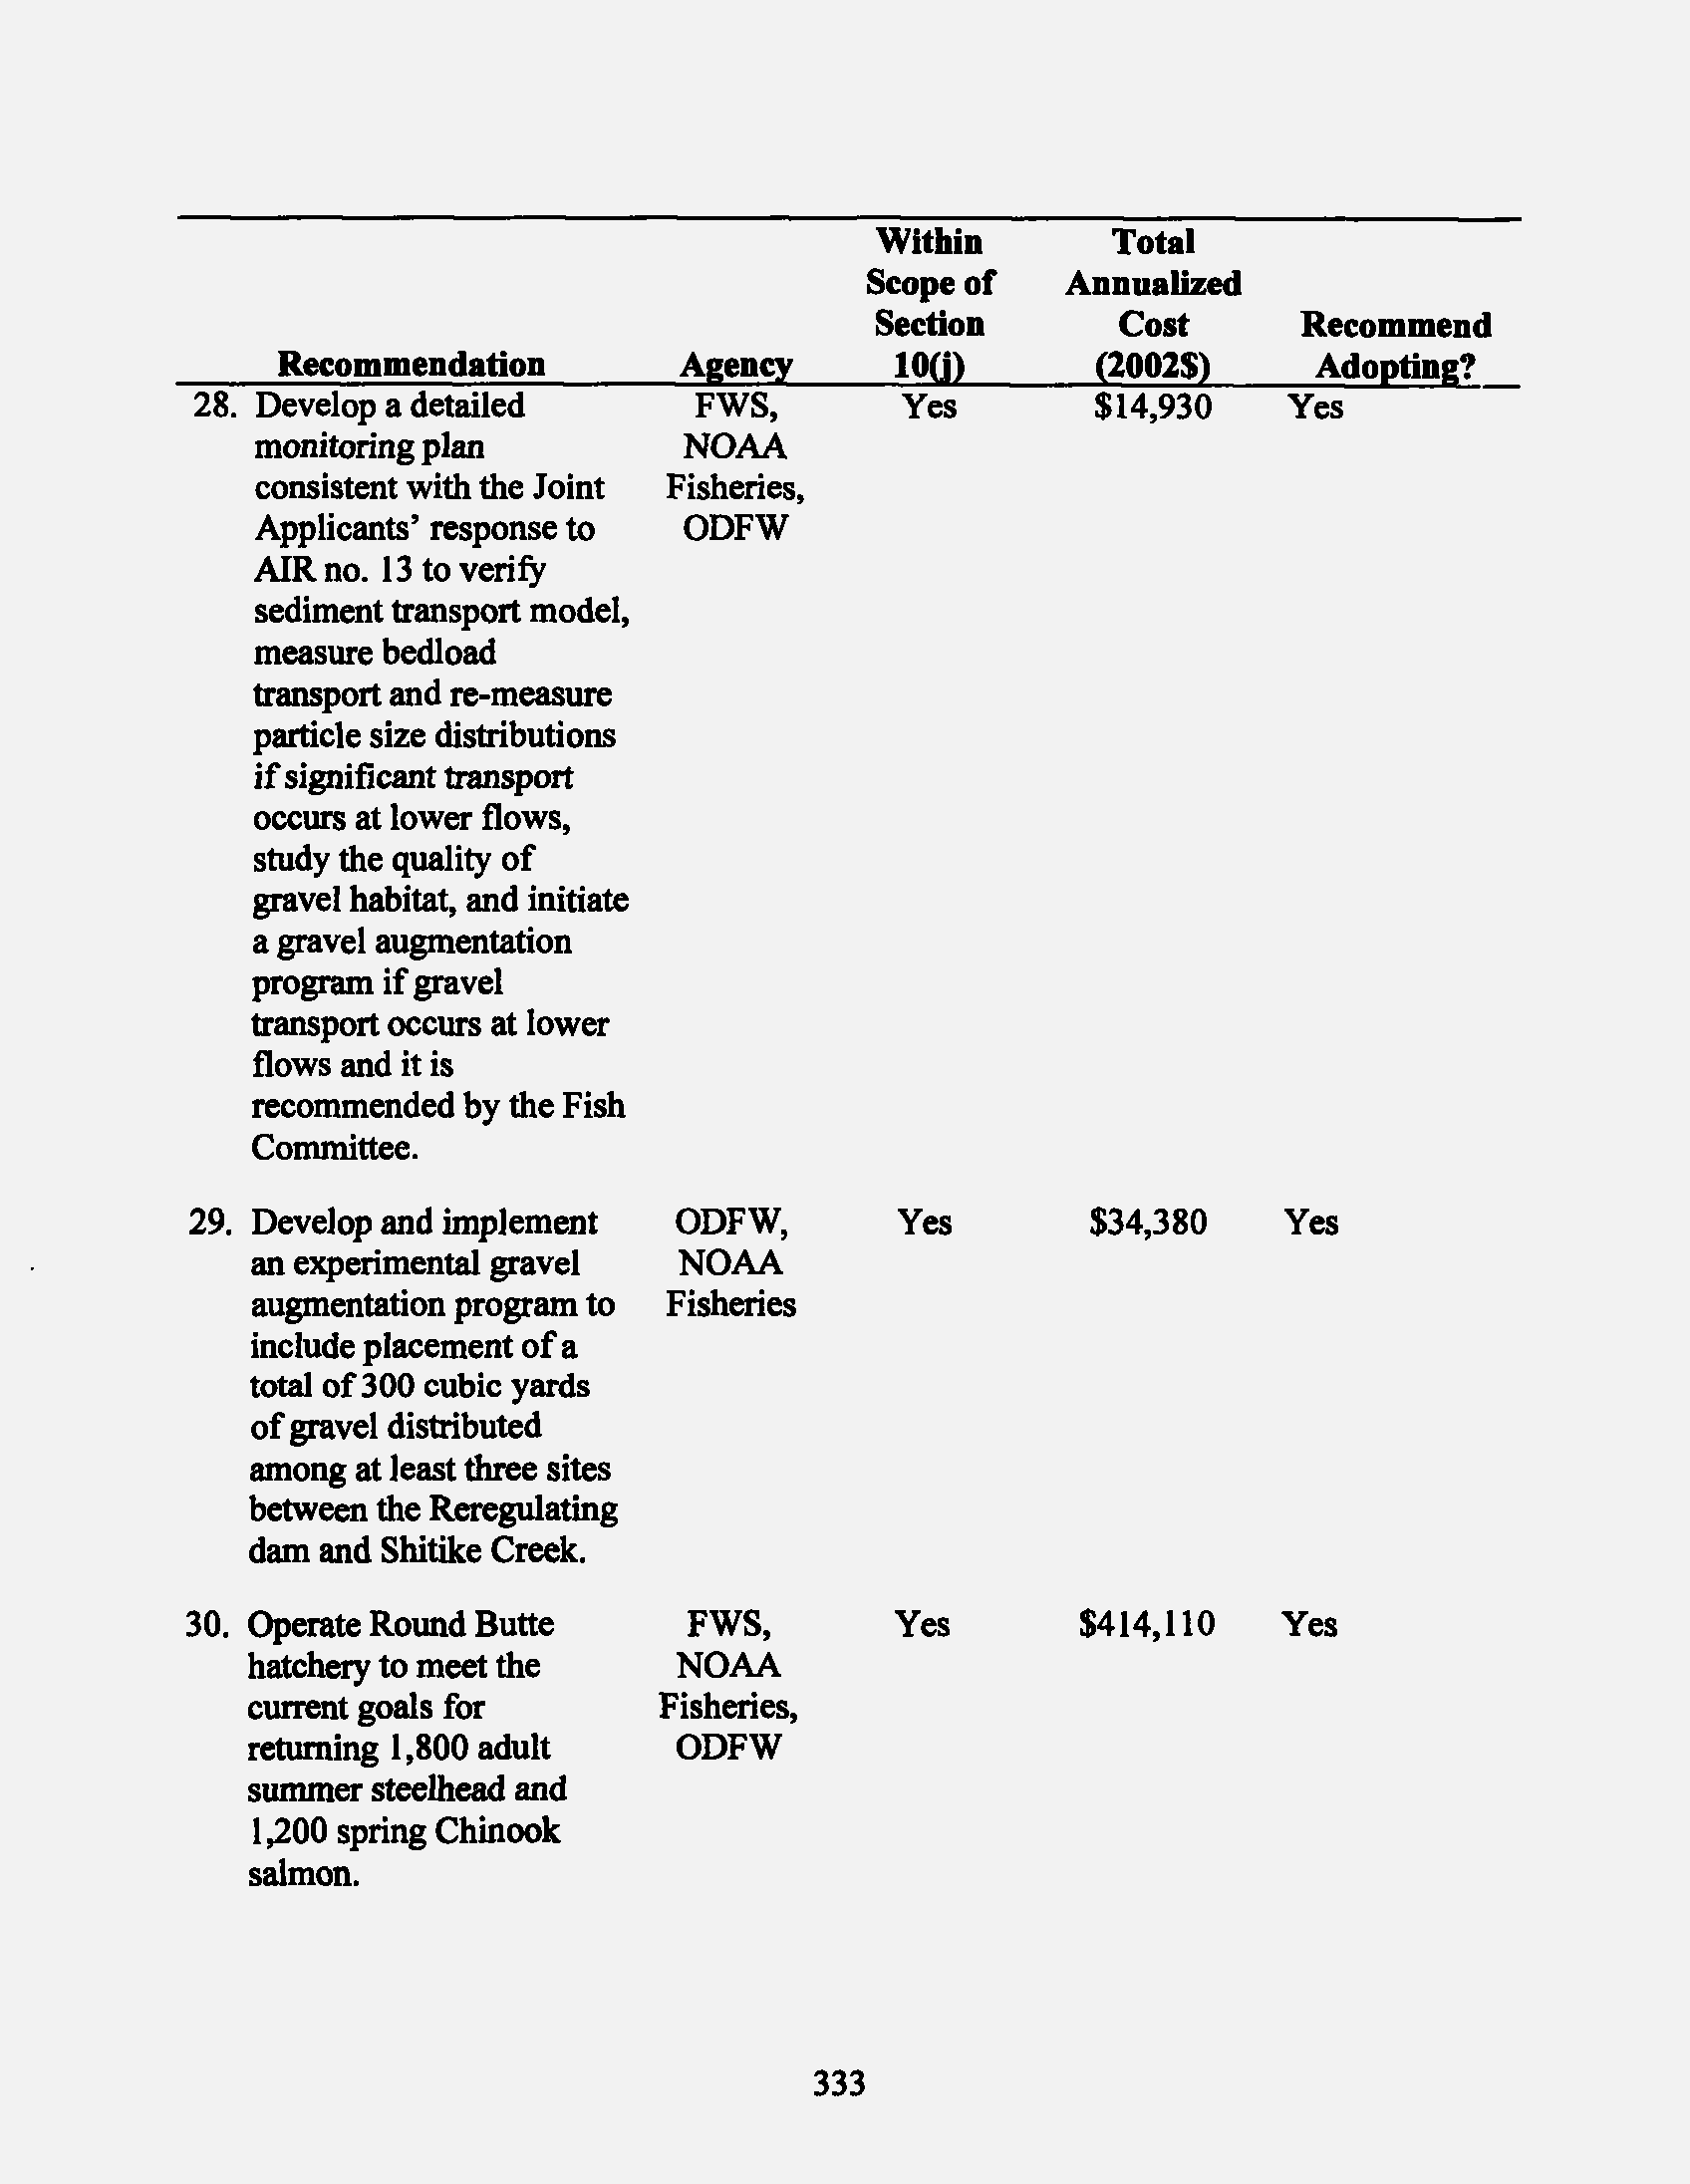 Within Total
Scope of Annualized
Section Cost Recommend
Recommendation Agency 10(j) (2002$) Adopting?
28. Develop a detailed FWS, Yes $14,930 Yes
monitoring plan NOAA
consistent with the Joint Fisheries,
Applicants' response to ODFW
AIR no. 13 to verify
sediment transport model,
measure bedload
transport and re-measure
particle size distributions
if significant transport
occurs at lower flows,
study the quality of
gravel habitat, and initiate
a gravel augmentation
program if gravel
transport occurs at lower
flows and it is
recommended by the Fish
Committee.
29. Develop and implement ODFW, Yes $34,380 Yes
an experimental gravel NOAA
augmentation program to Fisheries
include placement of a
total of 300 cubic yards
of gravel distributed
among at least three sites
between the Reregulating
dam and Shitike Creek.
30. Operate Round Butte FWS, Yes $414,110 Yes
hatchery to meet the NOAA
current goals for Fisheries,
returning 1,800 adult ODFW
summer steelhead and
1,200 spring Chinook
salmon.
333